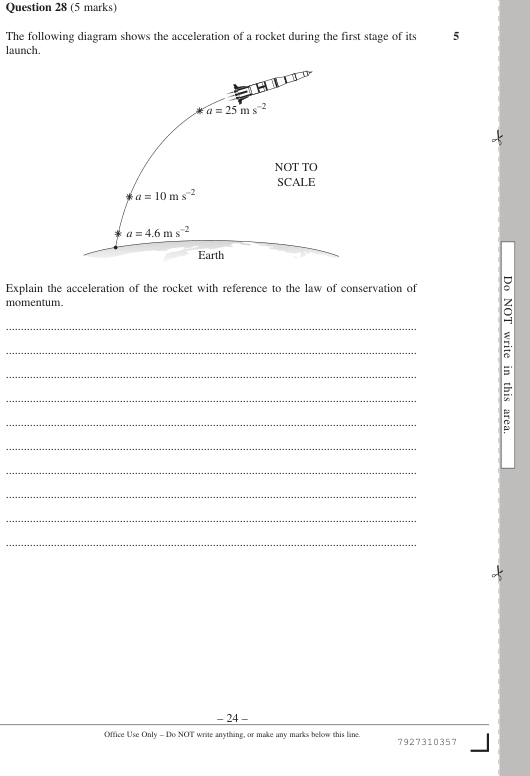 Question 28 (5 marks)
The following diagram shows the acceleration of a rocket during the first stage of its 5
launch.
a = 25 m s−2
NOT TO
SCALE
a = 10 m s−2
a = 4.6 m s−2
Earth
Explain the acceleration of the rocket with reference to the law of conservation of
momentum.
Do NOT write in this area.
– 24 –
Office Use Only – Do NOT write anything, or make any marks below this line.
7927310357